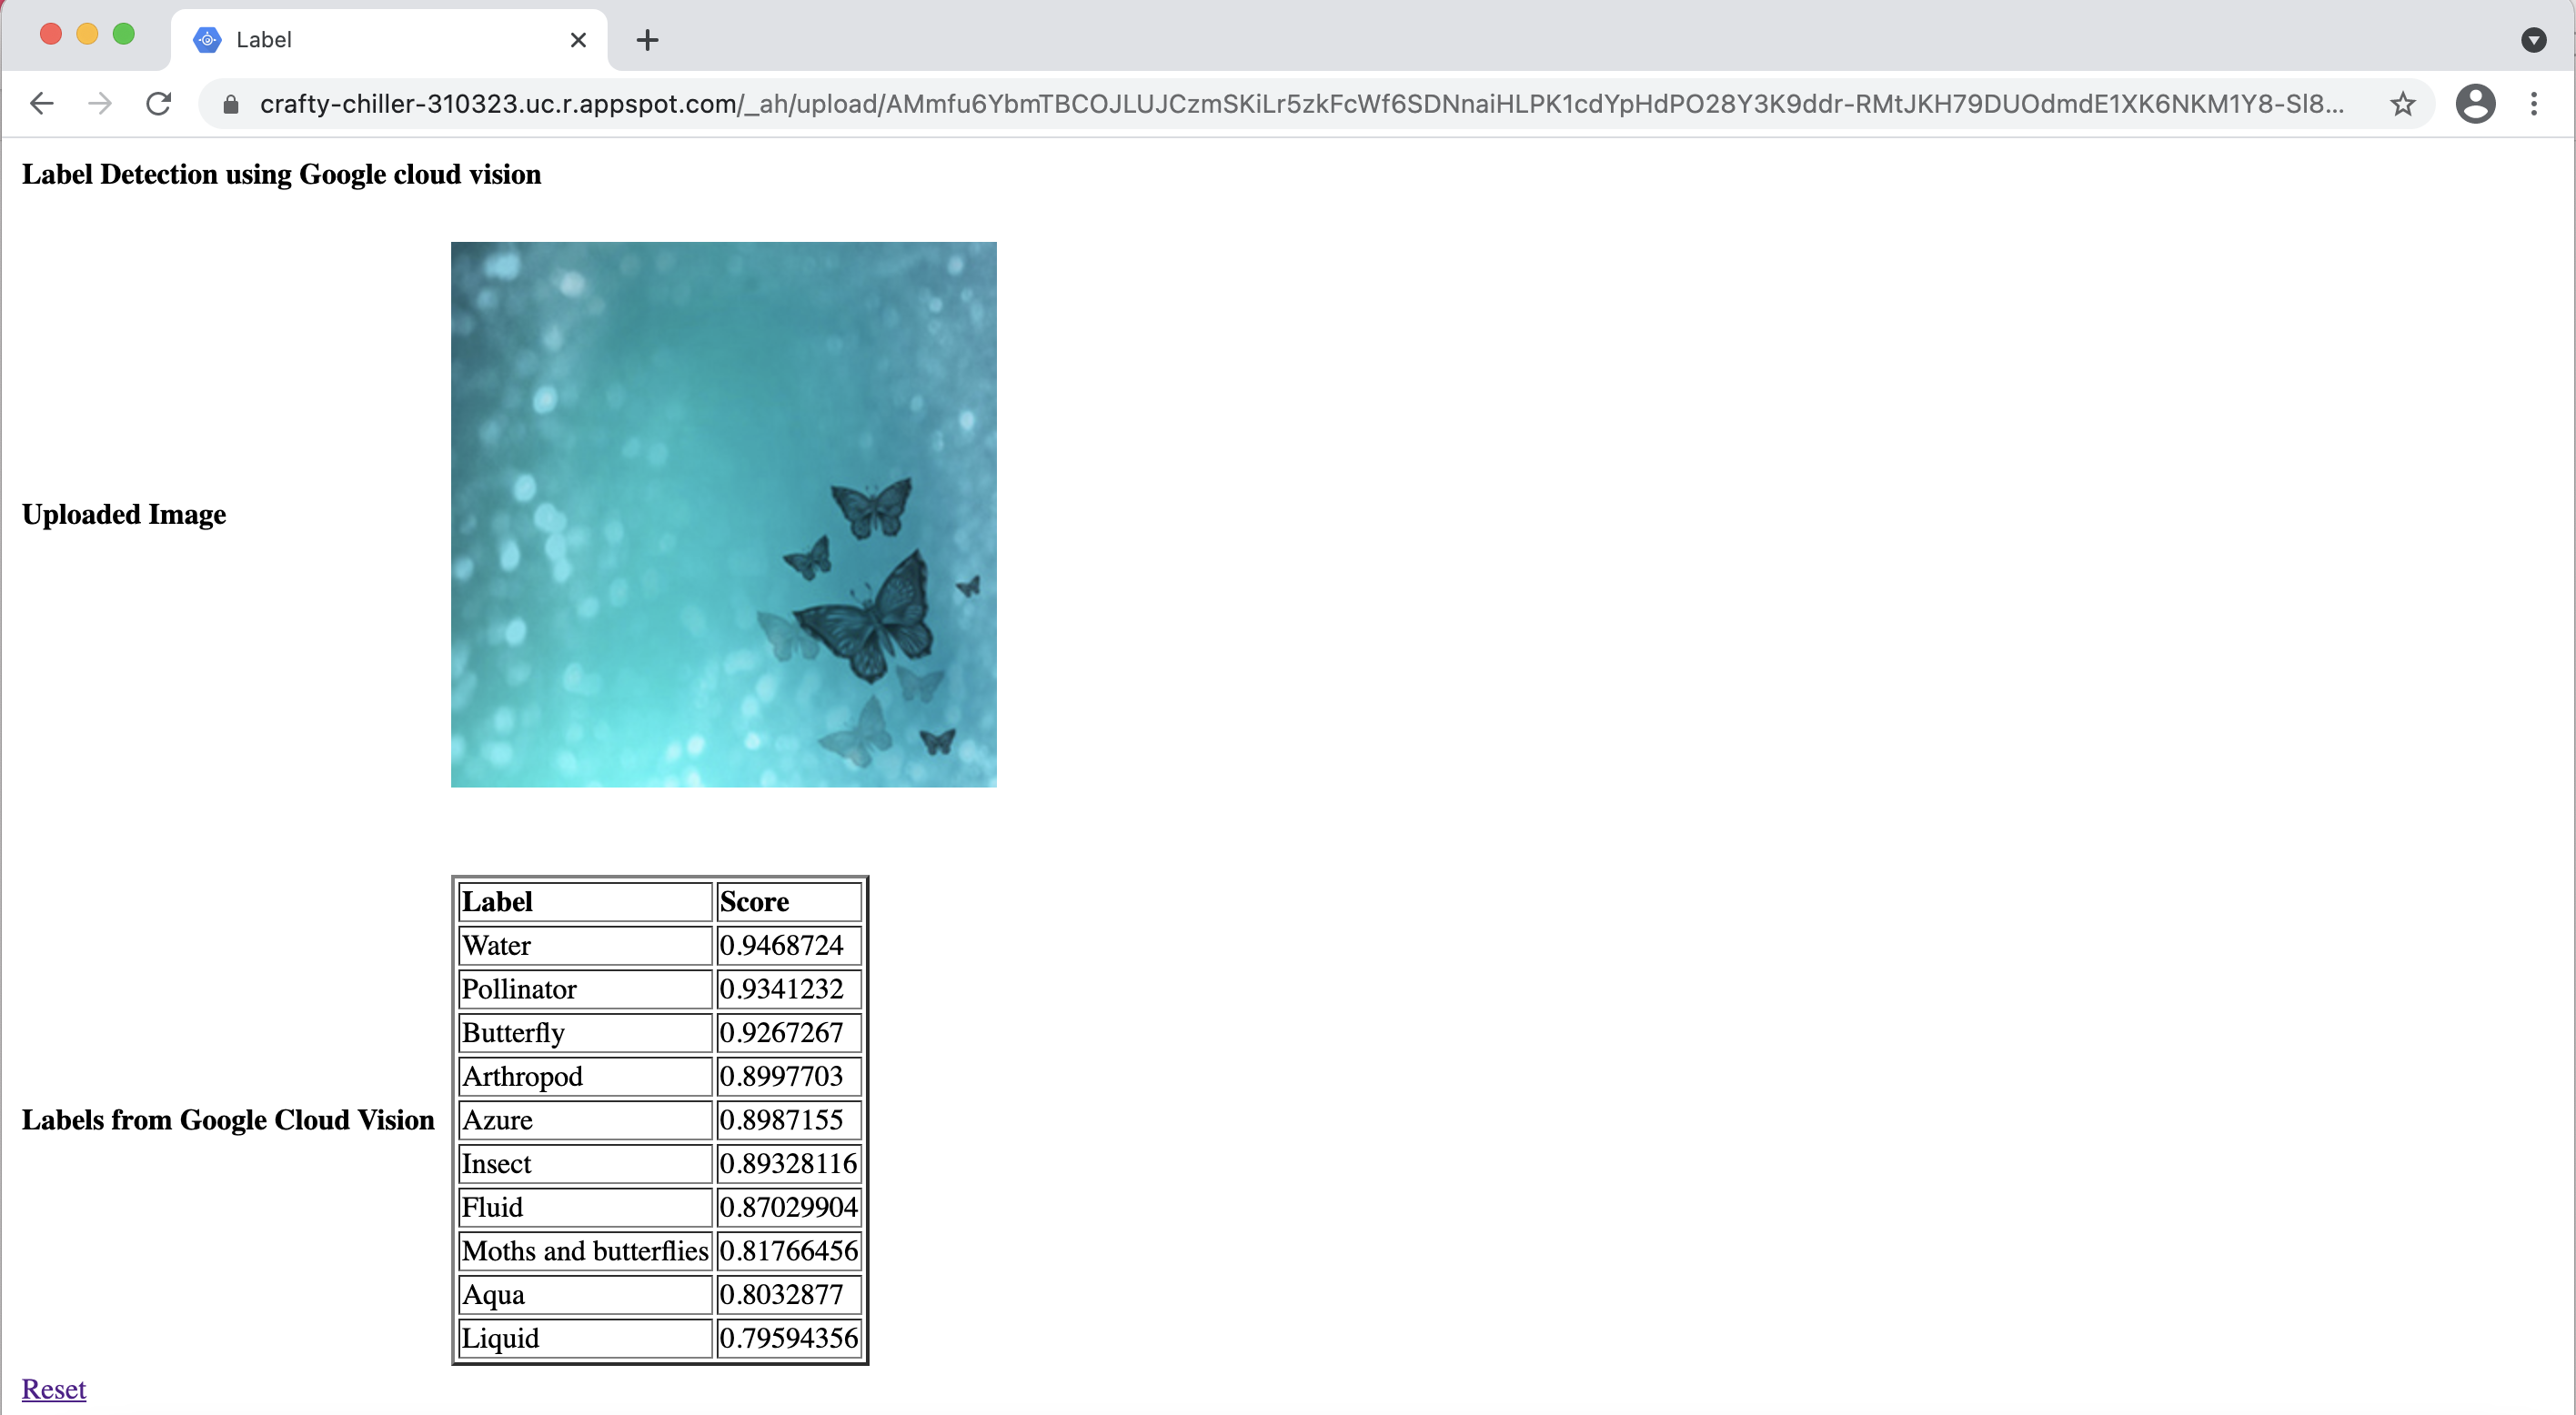 Label
crafty-chiller-310323.uc.r.appspot.com/_ah/upload/AMmfu6YbmTBCOJLUJCzmSKiLr5zkFcWf6SDNnaiHLPK1cdYpHdPO28Y3K9ddr-RMtJKH79DUOdmdE1XK6NKM1Y8-Sl8...
Label Detection using Google cloud vision
Uploaded Image
Labels from Google Cloud Vision
Label Score
Water 0.9468724
Pollinator 0.9341232
Butterfly 0.9267267
Arthropod 0.8997703
Azure 0.8987155
Insect 0.89328116
Fluid 0.87029904
Moths and butterflies 0.81766456
Aqua 0.8032877
Liquid 0.79594356
Reset